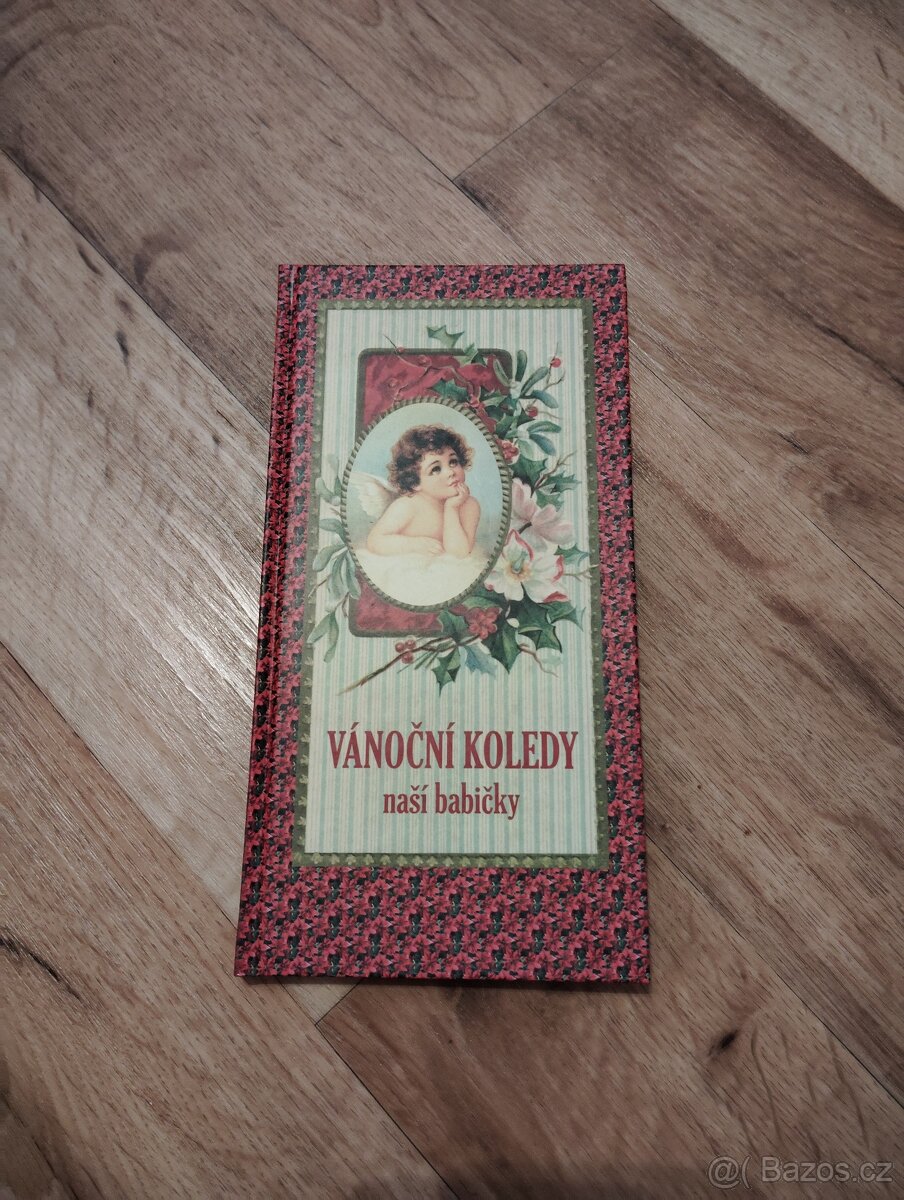 VÁNOČNÍ KOLEDY
naší babičky
@( Bazos.cz